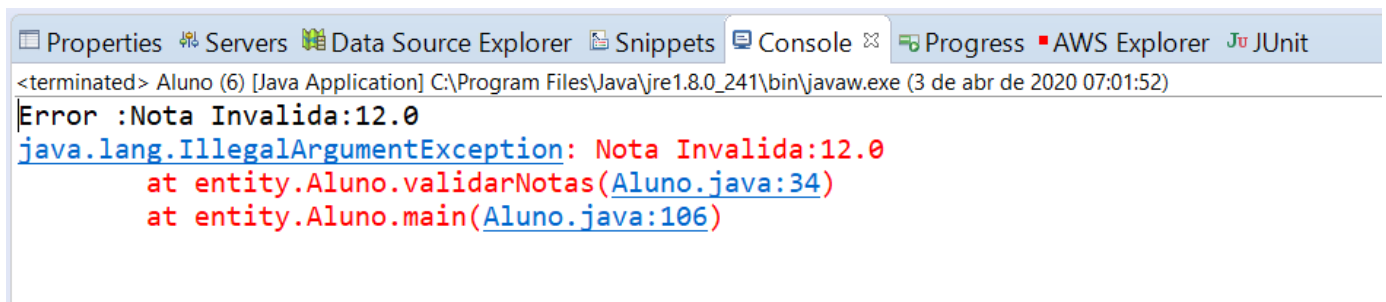 Properties Servers Data Source Explorer Snippets Console Progress AWS Explorer Ju JUnit
<terminated> Aluno (6) [Java Application] C:\Program Files\Java\jre1.8.0_241\bin\javaw.exe (3 de abr de 2020 07:01:52)
Error :Nota Invalida:12.0
java.lang.IllegalArgumentException: Nota Invalida:12.0
at entity.Aluno.validarNotas(Aluno.java:34)
at entity.Aluno.main(Aluno.java:106)